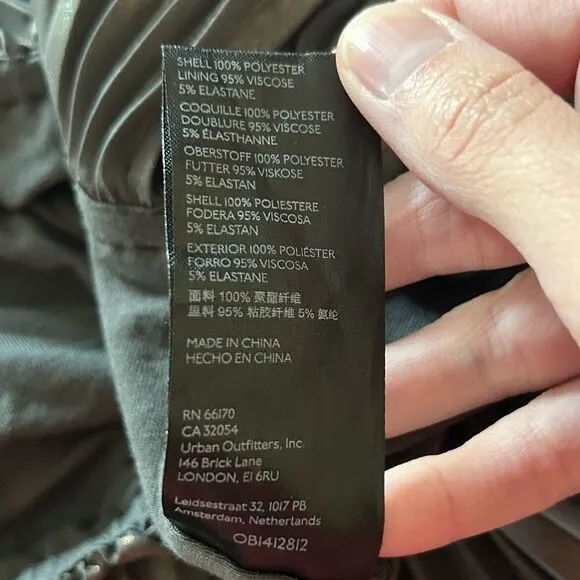 SHELL 100% POLYESTER
LINING 95% VISCOSE
5% ELASTANE
COQUILLE 100% POLYESTER
DOUBLURE 95% VISCOSE
5% ÉLASTHANNE
OBERSTOFF 100% POLYESTER
FUTTER 95% VISKOSE
5% ELASTAN
SHELL 100% POLIESTERE
FODERA 95% VISCOSA
5% ELASTAN
EXTERIOR 100% POLIÉSTER
FORRO 95% VISCOSA
5% ELASTANE
面料 100% 聚酯纤维
里料 95% 粘胶纤维 5% 氨纶
MADE IN CHINA
HECHO EN CHINA
RN 66170
CA 32054
Urban Outfitters, Inc.
146 Brick Lane
LONDON, E1 6RU
Leidsestraat 32, 1017 PB
Amsterdam, Netherlands
OB1412812